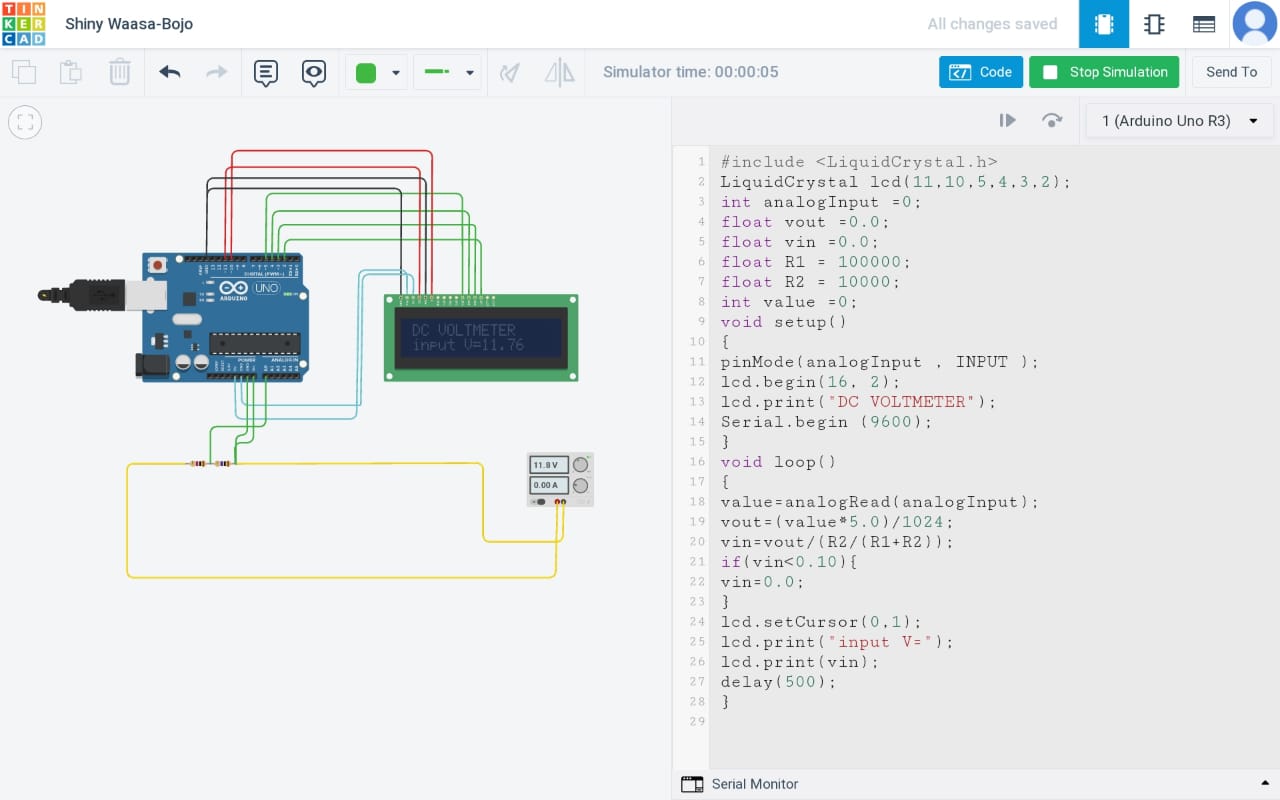 TINKERCAD
Shiny Waasa-Bojo
All changes saved
Simulator time: 00:00:05
Code
Stop Simulation
Send To
1 (Arduino Uno R3)
DIGITAL (PWM~)
UNO
ARDUINO
POWER
ANALOG IN
DC VOLTMETER
input V=11.76
11.8 V
0.00 A
1 #include <LiquidCrystal.h>
2 LiquidCrystal lcd(11,10,5,4,3,2);
3 int analogInput =0;
4 float vout =0.0;
5 float vin =0.0;
6 float R1 = 100000;
7 float R2 = 10000;
8 int value =0;
9 void setup()
10 {
11 pinMode(analogInput , INPUT );
12 lcd.begin(16, 2);
13 lcd.print("DC VOLTMETER");
14 Serial.begin (9600);
15 }
16 void loop()
17 {
18 value=analogRead(analogInput);
19 vout=(value*5.0)/1024;
20 vin=vout/(R2/(R1+R2));
21 if(vin<0.10){
22 vin=0.0;
23 }
24 lcd.setCursor(0,1);
25 lcd.print("input V=");
26 lcd.print(vin);
27 delay(500);
28 }
29
Serial Monitor